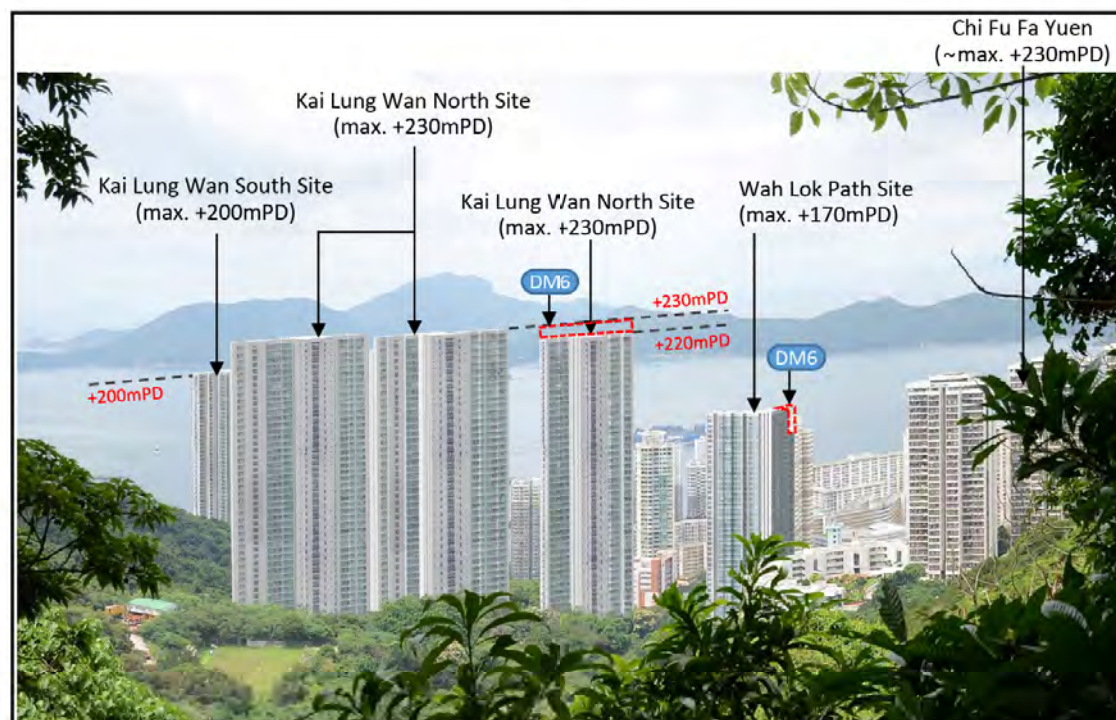 Chi Fu Fa Yuen
(~max. +230mPD)
Kai Lung Wan North Site
(max. +230mPD)
Kai Lung Wan South Site
(max. +200mPD)
Kai Lung Wan North Site
(max. +230mPD)
Wah Lok Path Site
(max. +170mPD)
DM6
+230mPD
+220mPD
DM6
+200mPD